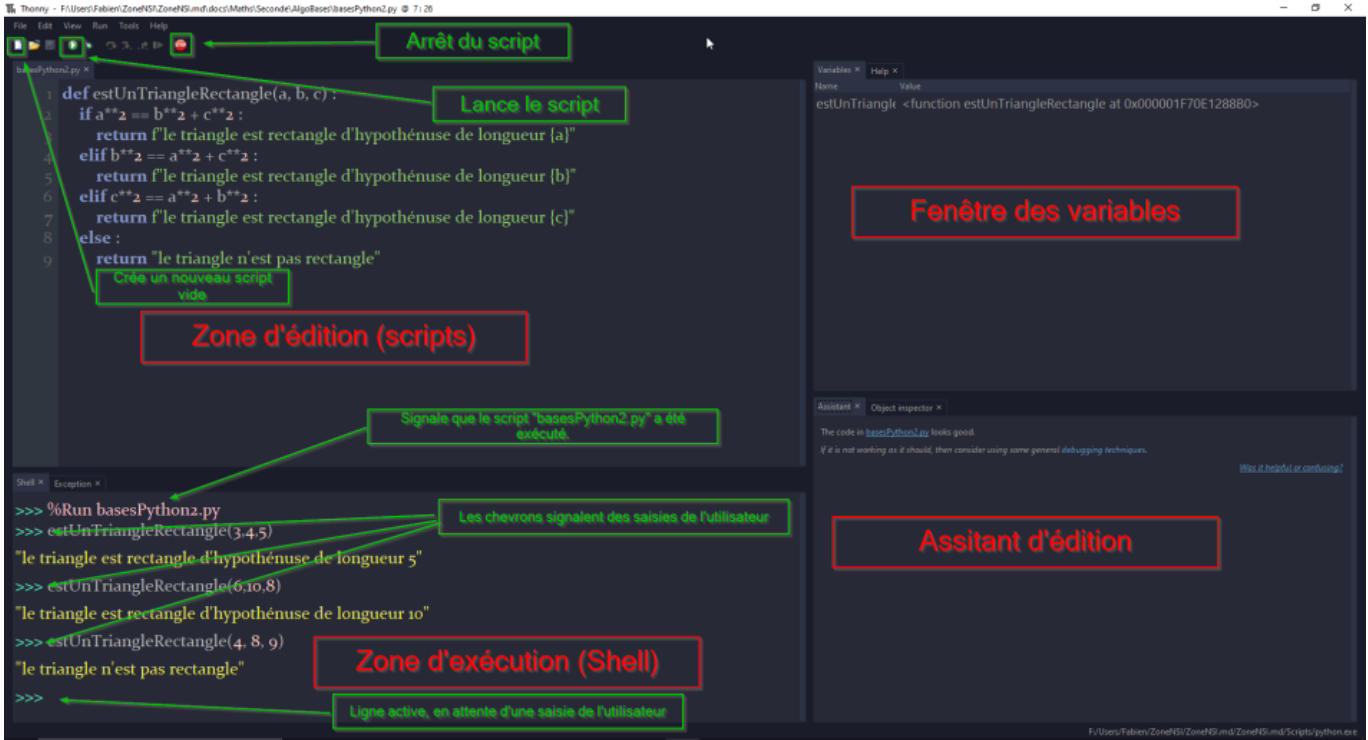 Thonny - F:\Users\Fabien\ZoneNSI\ZoneNSI.md\docs\Maths\Seconde\AlgoBases\basesPython2.py @ 7 : 26
File Edit View Run Tools Help
Arrêt du script
basesPython2.py ×
Lance le script
1 def estUnTriangleRectangle(a, b, c) :
2 if a**2 == b**2 + c**2 :
3 return f"le triangle est rectangle d'hypothénuse de longueur {a}"
4 elif b**2 == a**2 + c**2 :
5 return f"le triangle est rectangle d'hypothénuse de longueur {b}"
6 elif c**2 == a**2 + b**2 :
7 return f"le triangle est rectangle d'hypothénuse de longueur {c}"
8 else :
9 return "le triangle n'est pas rectangle"
Crée un nouveau script
vide
Zone d'édition (scripts)
Variables × Help ×
Name Value
estUnTriangle <function estUnTriangleRectangle at 0x000001F70E1288B0>
Fenêtre des variables
Signale que le script "basesPython2.py" a été
exécuté.
Shell × Exception ×
>>> %Run basesPython2.py
>>> estUnTriangleRectangle(3,4,5)
"le triangle est rectangle d'hypothénuse de longueur 5"
>>> estUnTriangleRectangle(6,10,8)
"le triangle est rectangle d'hypothénuse de longueur 10"
>>> estUnTriangleRectangle(4, 8, 9)
"le triangle n'est pas rectangle"
>>>
Les chevrons signalent des saisies de l'utilisateur
Zone d'exécution (Shell)
Ligne active, en attente d'une saisie de l'utilisateur
Assistant × Object inspector ×
The code in basesPython2.py looks good.
If it is not working as it should, then consider using some general debugging techniques.
Was it helpful or confusing?
Assitant d'édition
F:/Users/Fabien/ZoneNSI/ZoneNSI.md/ZoneNSI.md/Scripts/python.exe